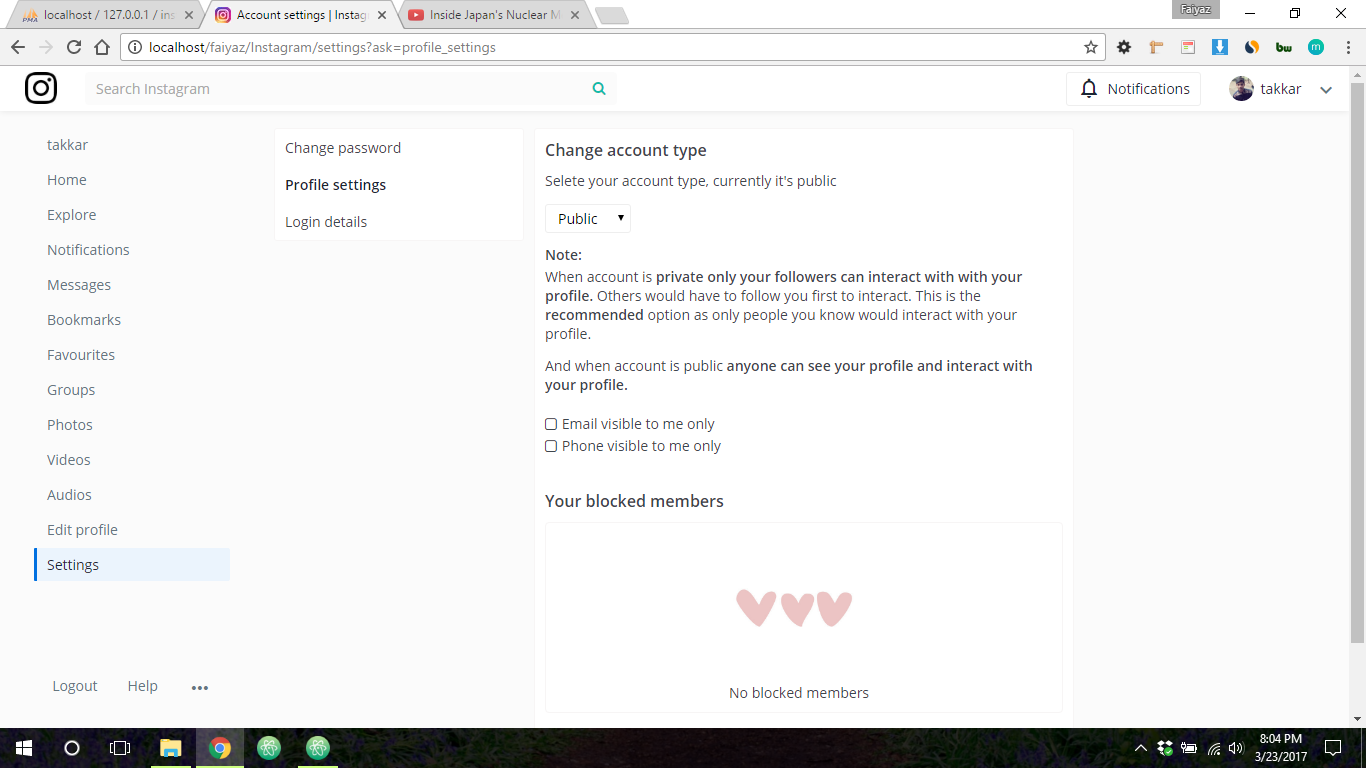 PMA
localhost / 127.0.0.1 / ins
Account settings | Instag
Inside Japan's Nuclear M
Faiyaz
localhost/faiyaz/Instagram/settings?ask=profile_settings
bw
m
Search Instagram
Notifications
takkar
takkar
Home
Explore
Notifications
Messages
Bookmarks
Favourites
Groups
Photos
Videos
Audios
Edit profile
Settings
Logout
Help
Change password
Profile settings
Login details
Change account type
Selete your account type, currently it's public
Public
Note:
When account is private only your followers can interact with with your
profile. Others would have to follow you first to interact. This is the
recommended option as only people you know would interact with your
profile.
And when account is public anyone can see your profile and interact with
your profile.
Email visible to me only
Phone visible to me only
Your blocked members
No blocked members
8:04 PM
3/23/2017